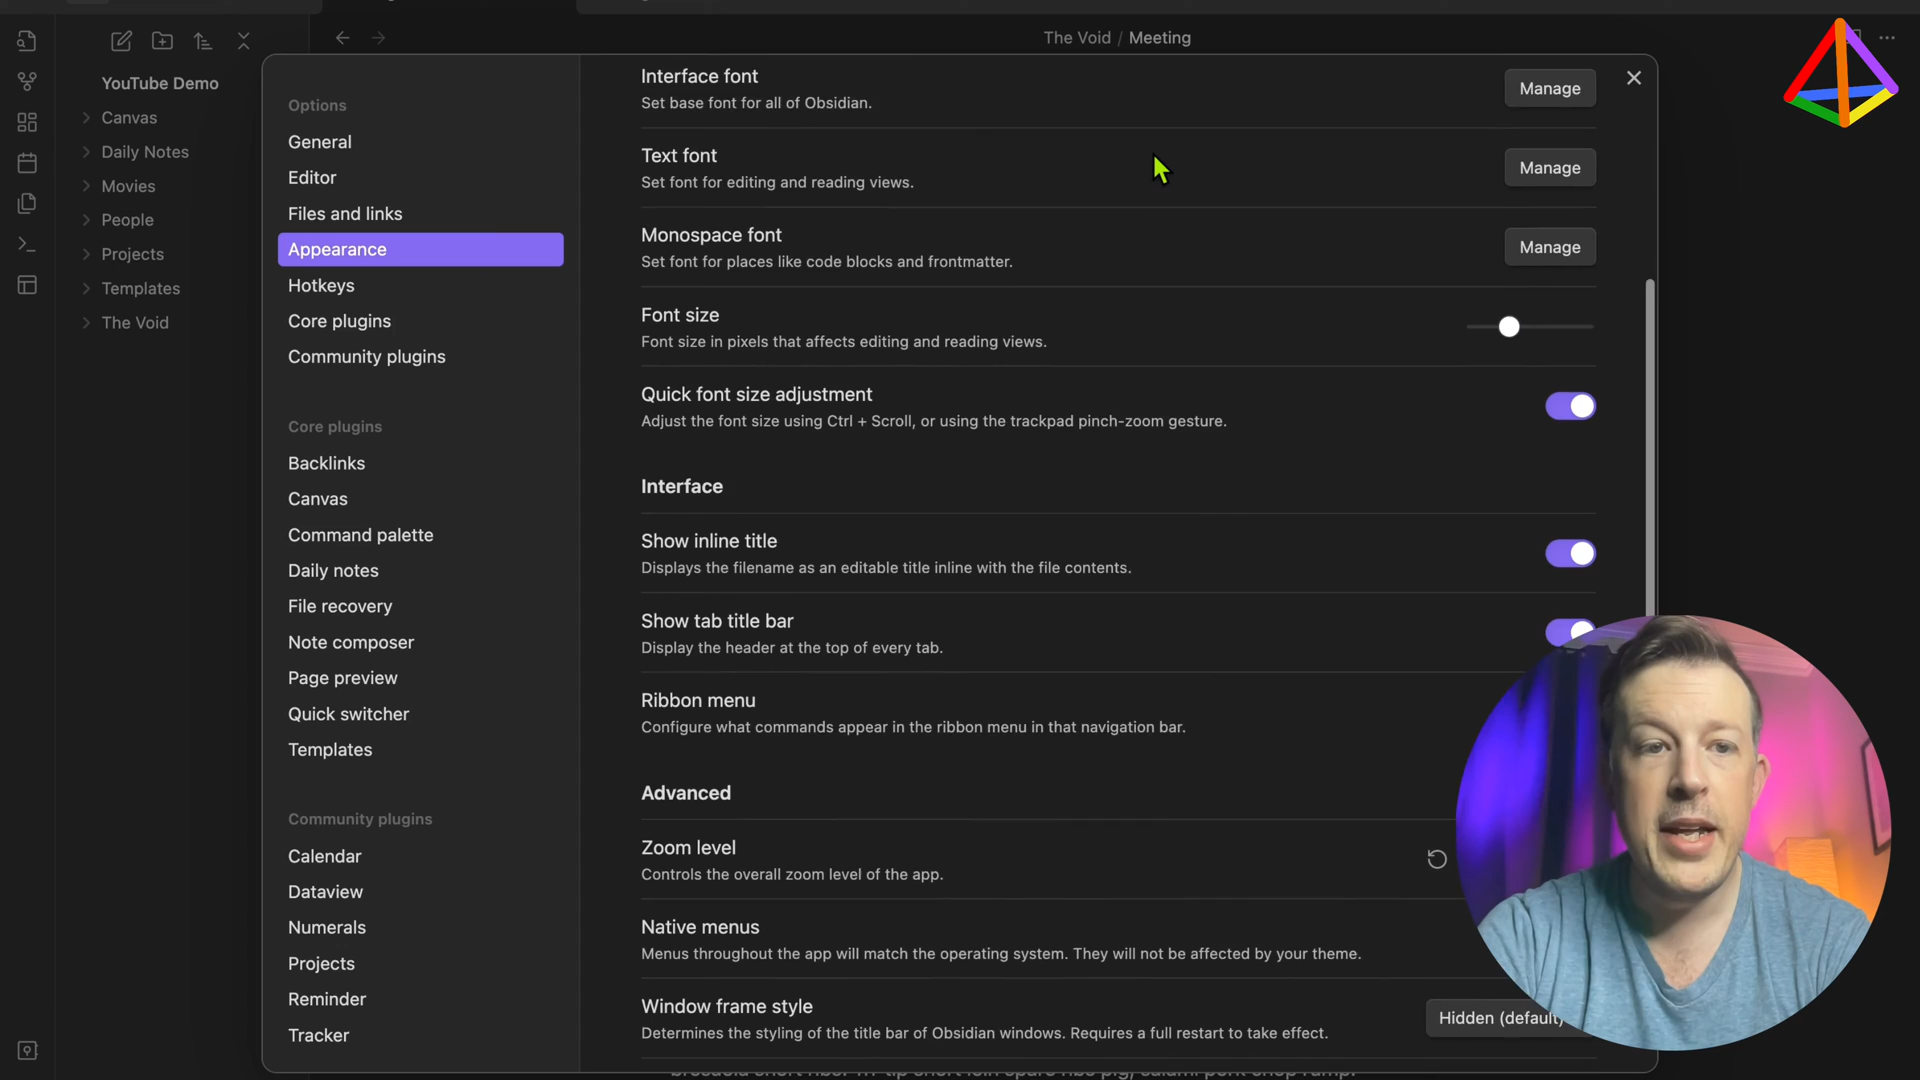 The Void / Meeting
YouTube Demo
Canvas
Daily Notes
Movies
People
Projects
Templates
The Void
Options
General
Editor
Files and links
Appearance
Hotkeys
Core plugins
Community plugins
Core plugins
Backlinks
Canvas
Command palette
Daily notes
File recovery
Note composer
Page preview
Quick switcher
Templates
Community plugins
Calendar
Dataview
Numerals
Projects
Reminder
Tracker
Interface font
Set base font for all of Obsidian.
Manage
Text font
Set font for editing and reading views.
Manage
Monospace font
Set font for places like code blocks and frontmatter.
Manage
Font size
Font size in pixels that affects editing and reading views.
Quick font size adjustment
Adjust the font size using Ctrl + Scroll, or using the trackpad pinch-zoom gesture.
Interface
Show inline title
Displays the filename as an editable title inline with the file contents.
Show tab title bar
Display the header at the top of every tab.
Ribbon menu
Configure what commands appear in the ribbon menu in that navigation bar.
Advanced
Zoom level
Controls the overall zoom level of the app.
Native menus
Menus throughout the app will match the operating system. They will not be affected by your theme.
Window frame style
Determines the styling of the title bar of Obsidian windows. Requires a full restart to take effect.
Hidden (default)